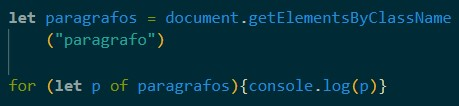 let paragrafos = document.getElementsByClassName
("paragrafo")
for (let p of paragrafos){console.log(p)}